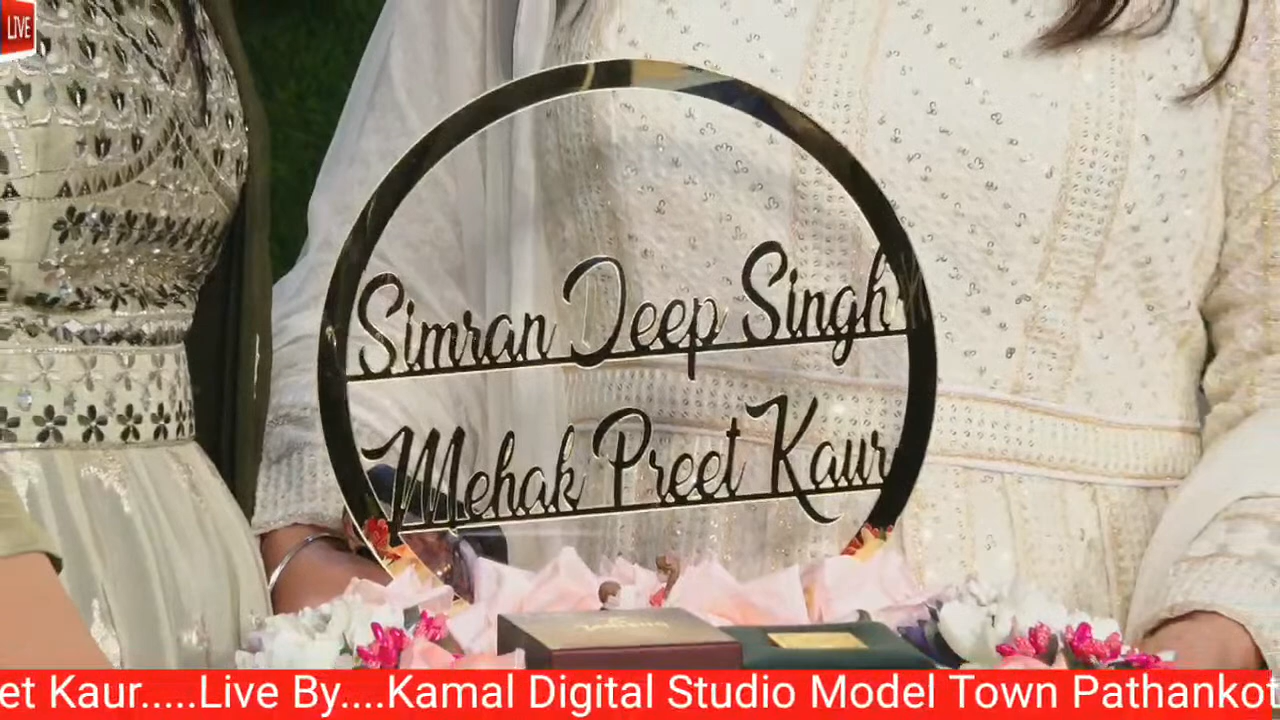 LIVE
Simran Deep Singh
Mehak Preet Kaur
et Kaur.....Live By....Kamal Digital Studio Model Town Pathankot